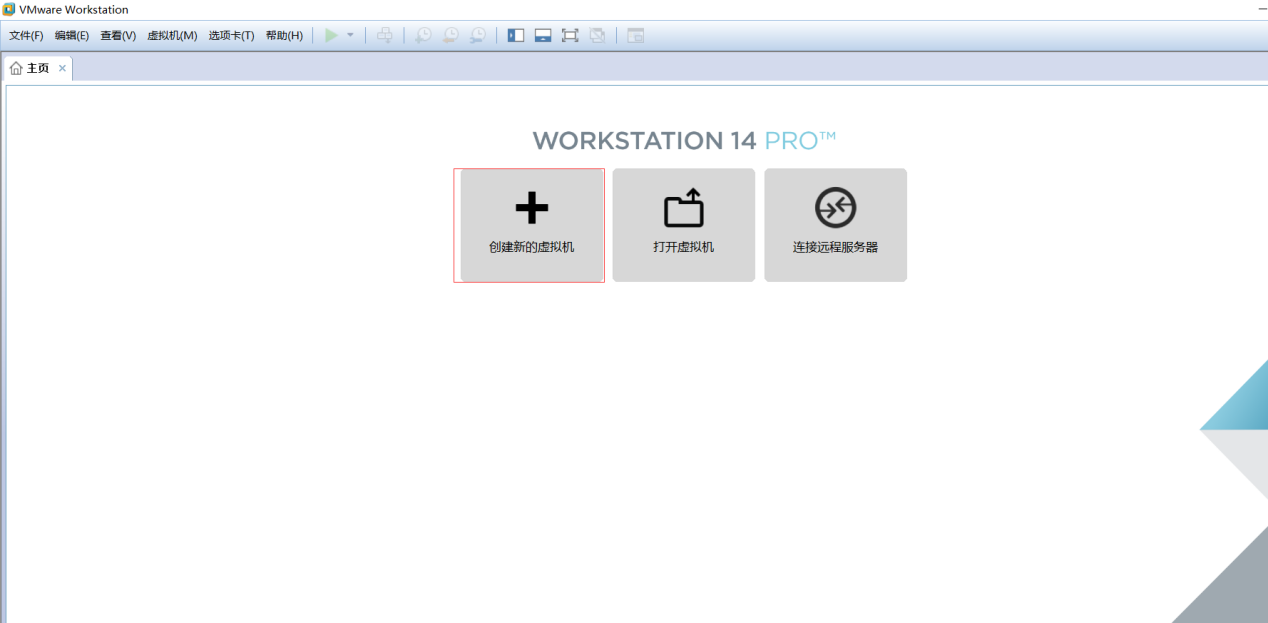 VMware Workstation
文件(F) 编辑(E) 查看(V) 虚拟机(M) 选项卡(T) 帮助(H)
主页
WORKSTATION 14 PRO™
创建新的虚拟机 打开虚拟机 连接远程服务器